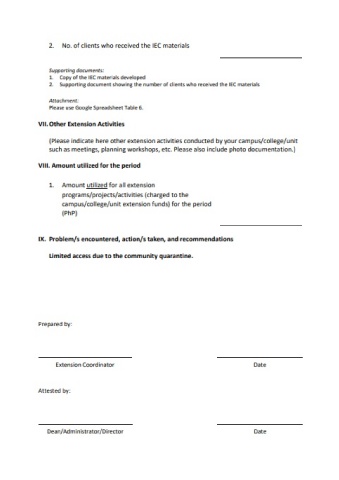 2. No. of clients who received the IEC materials
Supporting documents:
1. Copy of the IEC materials developed
2. Supporting document showing the number of clients who received the IEC materials
Attachment:
Please use Google Spreadsheet Table 6.
VII. Other Extension Activities
(Please indicate here other extension activities conducted by your campus/college/unit
such as meetings, planning workshops, etc. Please also include photo documentation.)
VIII. Amount utilized for the period
1. Amount utilized for all extension
programs/projects/activities (charged to the
campus/college/unit extension funds) for the period
(PhP)
IX. Problem/s encountered, action/s taken, and recommendations
Limited access due to the community quarantine.
Prepared by:
Extension Coordinator Date
Attested by:
Dean/Administrator/Director Date